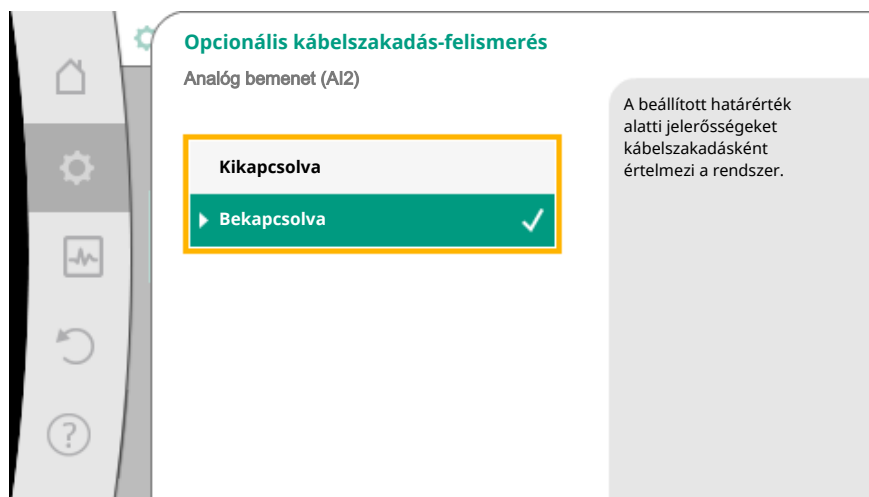 Opcionális kábelszakadás-felismerés
Analóg bemenet (AI2)
Kikapcsolva
Bekapcsolva
A beállított határérték
alatti jelerősségeket
kábelszakadásként
értelmezi a rendszer.